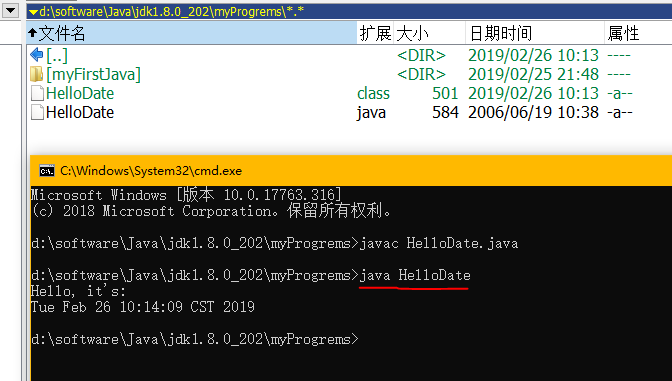 d:\software\Java\jdk1.8.0_202\myProgrems\*.*
文件名 扩展 大小 日期时间 属性
[..] <DIR> 2019/02/26 10:13 ----
[myFirstJava] <DIR> 2019/02/25 21:48 ----
HelloDate class 501 2019/02/26 10:13 -a--
HelloDate java 584 2006/06/19 10:38 -a--
C:\Windows\System32\cmd.exe
Microsoft Windows [版本 10.0.17763.316]
(c) 2018 Microsoft Corporation。保留所有权利。
d:\software\Java\jdk1.8.0_202\myProgrems>javac HelloDate.java
d:\software\Java\jdk1.8.0_202\myProgrems>java HelloDate
Hello, it's:
Tue Feb 26 10:14:09 CST 2019
d:\software\Java\jdk1.8.0_202\myProgrems>